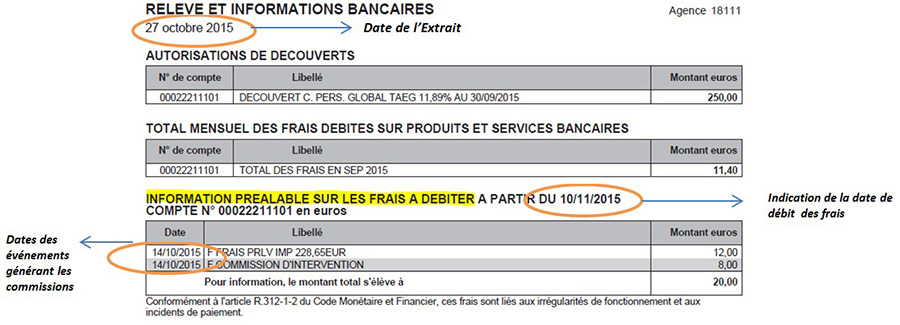 RELEVE ET INFORMATIONS BANCAIRES
Agence 18111
27 octobre 2015
Date de l'Extrait
AUTORISATIONS DE DECOUVERTS
N° de compte Libellé Montant euros
00022211101 DECOUVERT C. PERS. GLOBAL TAEG 11,89% AU 30/09/2015 250,00
TOTAL MENSUEL DES FRAIS DEBITES SUR PRODUITS ET SERVICES BANCAIRES
N° de compte Libellé Montant euros
00022211101 TOTAL DES FRAIS EN SEP 2015 11,40
INFORMATION PREALABLE SUR LES FRAIS A DEBITER A PARTIR DU 10/11/2015
COMPTE N° 00022211101 en euros
Indication de la date de
débit des frais
Date Libellé Montant euros
Dates des
événements
générant les
commissions
14/10/2015 F FRAIS PRLV IMP 228,65EUR 12,00
14/10/2015 F COMMISSION D'INTERVENTION 8,00
Pour information, le montant total s'élève à 20,00
Conformément à l'article R.312-1-2 du Code Monétaire et Financier, ces frais sont liés aux irrégularités de fonctionnement et aux
incidents de paiement.